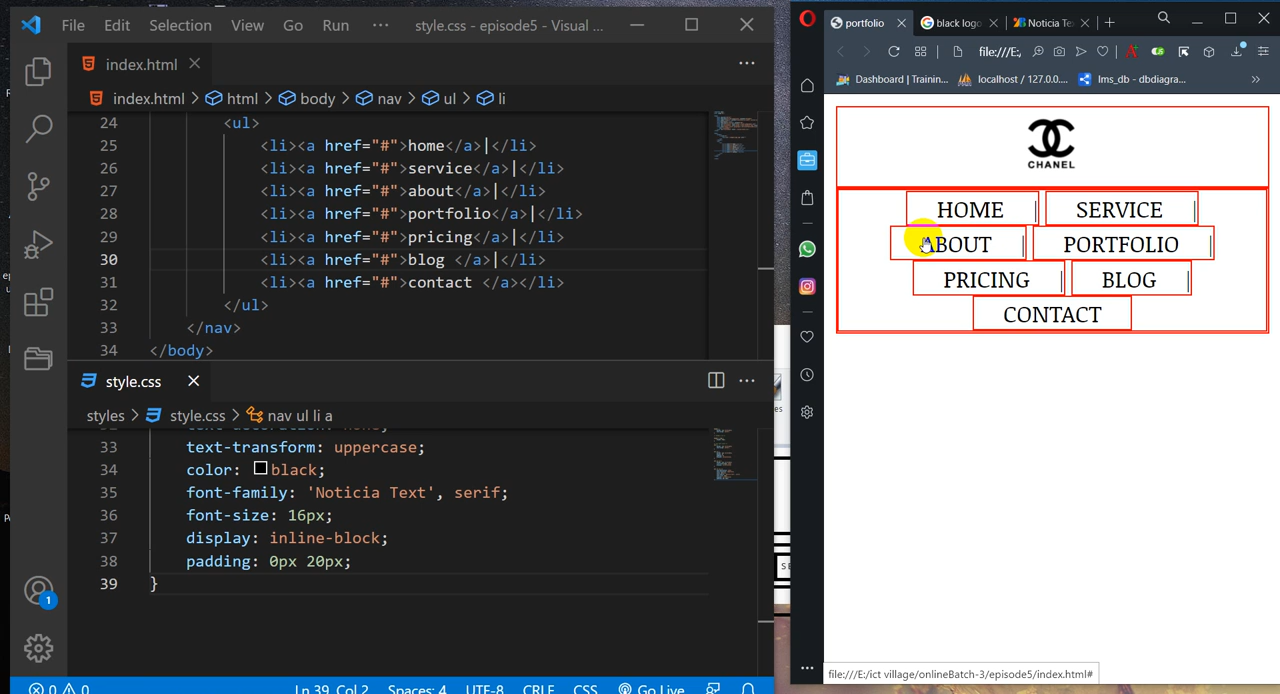 File Edit Selection View Go Run ··· style.css - episode5 - Visual ...
index.html
index.html > html > body > nav > ul > li
24 <ul>
25 <li><a href="#">home</a>|</li>
26 <li><a href="#">service</a>|</li>
27 <li><a href="#">about</a>|</li>
28 <li><a href="#">portfolio</a>|</li>
29 <li><a href="#">pricing</a>|</li>
30 <li><a href="#">blog </a>|</li>
31 <li><a href="#">contact </a></li>
32 </ul>
33 </nav>
34 </body>
style.css
styles > style.css > nav ul li a
33 text-transform: uppercase;
34 color: black;
35 font-family: 'Noticia Text', serif;
36 font-size: 16px;
37 display: inline-block;
38 padding: 0px 20px;
39 }
1
0 0 Ln 39, Col 2 Spaces: 4 UTF-8 CRLF CSS Go Live
portfolio black logo Noticia Te
file:///E:/
Dashboard | Trainin... localhost / 127.0.0.... lms_db - dbdiagra...
CHANEL
HOME | SERVICE |
ABOUT | PORTFOLIO |
PRICING | BLOG |
CONTACT
file:///E:/ict village/onlineBatch-3/episode5/index.html#